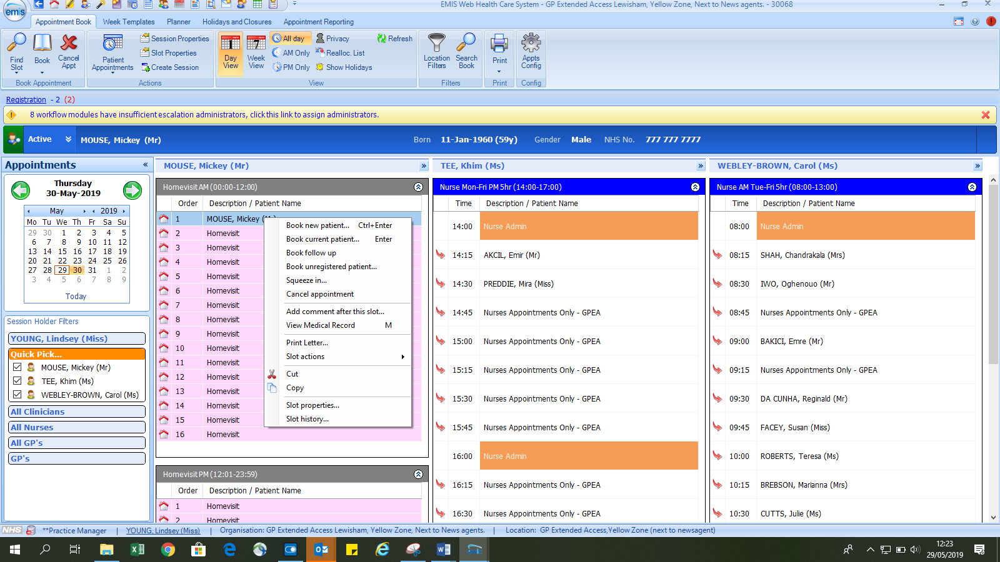 EMIS Web Health Care System - GP Extended Access Lewisham, Yellow Zone, Next to News agents. - 30068
emis
Appointment Book Week Templates Planner Holidays and Closures Appointment Reporting
Find Slot
Book
Cancel Appt
Book Appointment
Patient Appointments
Session Properties
Slot Properties
Create Session
Actions
1 Day View
7 Week View
All day
AM Only
PM Only
Privacy
Realloc. List
Show Holidays
Refresh
View
Location Filters
Search Book
Filters
Print
Print
Appts Config
Config
Registration - 2 (2)
8 workflow modules have insufficient escalation administrators, click this link to assign administrators.
Active MOUSE, Mickey (Mr) Born 11-Jan-1960 (59y) Gender Male NHS No. 777 777 7777
Appointments
Thursday
30-May-2019
May 2019
Mo Tu We Th Fr Sa Su
29 30 1 2 3 4 5
6 7 8 9 10 11 12
13 14 15 16 17 18 19
20 21 22 23 24 25 26
27 28 29 30 31 1 2
3 4 5 6 7 8 9
Today
Session Holder Filters
YOUNG, Lindsey (Miss)
Quick Pick...
MOUSE, Mickey (Mr)
TEE, Khim (Ms)
WEBLEY-BROWN, Carol (Ms)
All Clinicians
All Nurses
All GP's
GP's
MOUSE, Mickey (Mr)
Homevisit AM (00:00-12:00)
Order Description / Patient Name
1 MOUSE, Mickey
2 Homevisit
3 Homevisit
4 Homevisit
5 Homevisit
6 Homevisit
7 Homevisit
8 Homevisit
9 Homevisit
10 Homevisit
11 Homevisit
12 Homevisit
13 Homevisit
14 Homevisit
15 Homevisit
16 Homevisit
Homevisit PM (12:01-23:59)
Order Description / Patient Name
1 Homevisit
2 Homevisit
Book new patient... Ctrl+Enter
Book current patient... Enter
Book follow up
Book unregistered patient...
Squeeze in...
Cancel appointment
Add comment after this slot...
View Medical Record M
Print Letter...
Slot actions
Cut
Copy
Slot properties...
Slot history...
TEE, Khim (Ms)
Nurse Mon-Fri PM 5hr (14:00-17:00)
Time Description / Patient Name
14:00 Nurse Admin
14:15 AKCIL, Emir (Mr)
14:30 PREDDIE, Mira (Miss)
14:45 Nurses Appointments Only - GPEA
15:00 Nurses Appointments Only - GPEA
15:15 Nurses Appointments Only - GPEA
15:30 Nurses Appointments Only - GPEA
15:45 Nurses Appointments Only - GPEA
16:00 Nurse Admin
16:15 Nurses Appointments Only - GPEA
16:30 Nurses Appointments Only - GPEA
WEBLEY-BROWN, Carol (Ms)
Nurse AM Tue-Fri 5hr (08:00-13:00)
Time Description / Patient Name
08:00 Nurse Admin
08:15 SHAH, Chandrakala (Mrs)
08:30 IWO, Oghenouo (Mr)
08:45 Nurses Appointments Only - GPEA
09:00 BAKICI, Emre (Mr)
09:15 Nurses Appointments Only - GPEA
09:30 DA CUNHA, Reginald (Mr)
09:45 FACEY, Susan (Miss)
10:00 ROBERTS, Teresa (Ms)
10:15 BREBSON, Marianna (Mrs)
10:30 CUTTS, Julie (Ms)
NHS **Practice Manager | YOUNG, Lindsey (Miss) | Organisation: GP Extended Access Lewisham, Yellow Zone, Next to News agents. | Location: GP Extended Access,Yellow Zone (next to newsagent)
12:23
29/05/2019